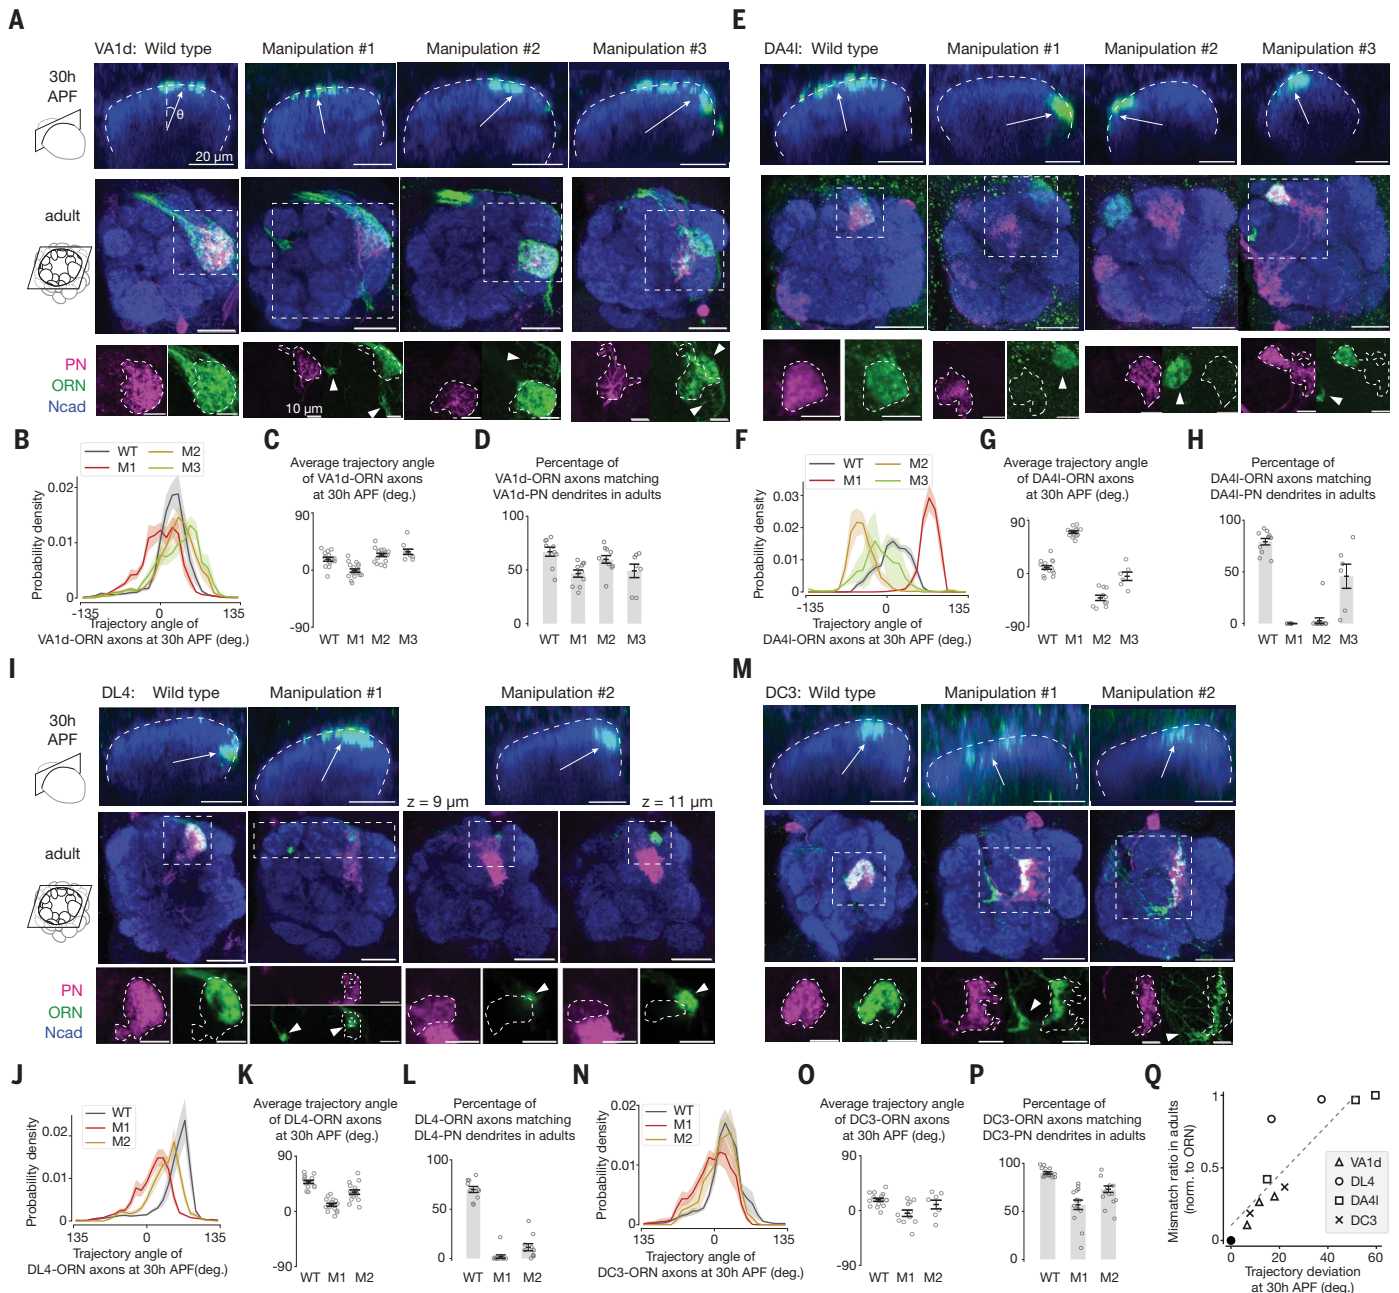 A
VA1d: Wild type
Manipulation #1
Manipulation #2
Manipulation #3
30h
APF
θ
20 µm
adult
PN
ORN
Ncad
10 µm
E
DA4l: Wild type
Manipulation #1
Manipulation #2
Manipulation #3
B
WT
M1
M2
M3
Probability density
0.02
0.01
0
-135
0
135
Trajectory angle of
VA1d-ORN axons at 30h APF (deg.)
C
Average trajectory angle
of VA1d-ORN axons
at 30h APF (deg.)
90
0
-90
WT M1 M2 M3
D
Percentage of
VA1d-ORN axons matching
VA1d-PN dendrites in adults
100
50
0
WT M1 M2 M3
F
WT
M1
M2
M3
Probability density
0.03
0.02
0.01
0
-135
0
135
Trajectory angle of
DA4l-ORN axons at 30h APF (deg.)
G
Average trajectory angle
of DA4l-ORN axons
at 30h APF (deg.)
90
0
-90
WT M1 M2 M3
H
Percentage of
DA4l-ORN axons matching
DA4l-PN dendrites in adults
100
50
0
WT M1 M2 M3
I
DL4: Wild type
Manipulation #1
Manipulation #2
30h
APF
z = 9 µm
z = 11 µm
adult
PN
ORN
Ncad
M
DC3: Wild type
Manipulation #1
Manipulation #2
J
WT
M1
M2
Probability density
0.02
0.01
0
135
0
135
Trajectory angle of
DL4-ORN axons at 30h APF(deg.)
K
Average trajectory angle
of DL4-ORN axons
at 30h APF (deg.)
90
0
-90
WT M1 M2
L
Percentage of
DL4-ORN axons matching
DL4-PN dendrites in adults
100
50
0
WT M1 M2
N
WT
M1
M2
Probability density
0.02
0.01
0
135
0
135
Trajectory angle of
DC3-ORN axons at 30h APF (deg.)
O
Average trajectory angle
of DC3-ORN axons
at 30h APF (deg.)
90
0
-90
WT M1 M2
P
Percentage of
DC3-ORN axons matching
DC3-PN dendrites in adults
100
50
0
WT M1 M2
Q
Mismatch ratio in adults
(norm. to ORN)
1
0.5
0
VA1d
DL4
DA4l
DC3
0 20 40 60
Trajectory deviation
at 30h APF (deg.)